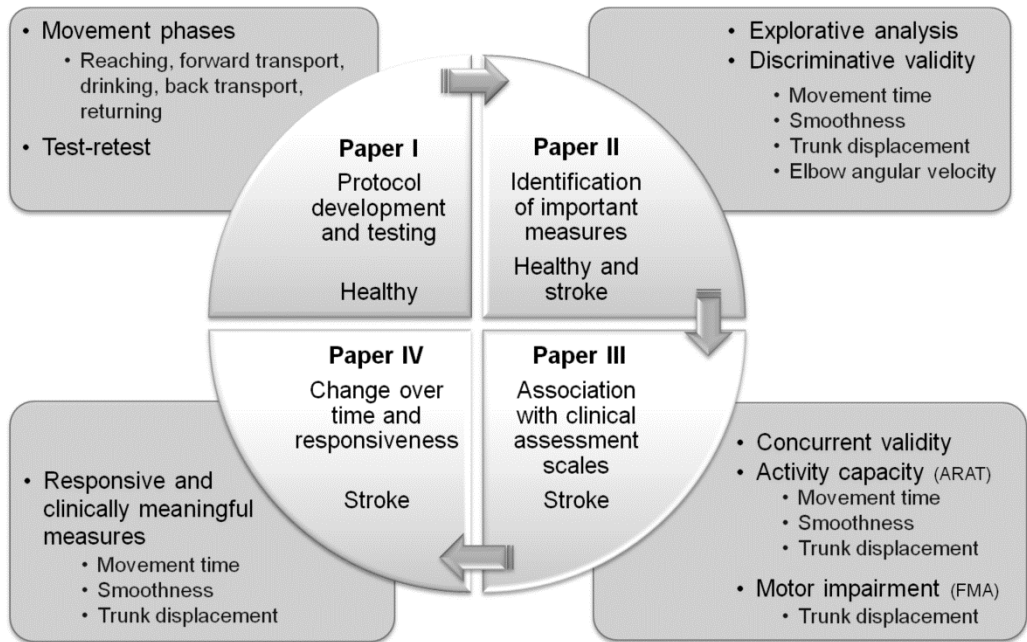 • Movement phases
• Reaching, forward transport,
drinking, back transport,
returning
• Test-retest
Paper I
Protocol
development
and testing
Healthy
Paper II
Identification
of important
measures
Healthy and
stroke
• Explorative analysis
• Discriminative validity
• Movement time
• Smoothness
• Trunk displacement
• Elbow angular velocity
Paper IV
Change over
time and
responsiveness
Stroke
Paper III
Association
with clinical
assessment
scales
Stroke
• Responsive and
clinically meaningful
measures
• Movement time
• Smoothness
• Trunk displacement
• Concurrent validity
• Activity capacity (ARAT)
• Movement time
• Smoothness
• Trunk displacement
• Motor impairment (FMA)
• Trunk displacement